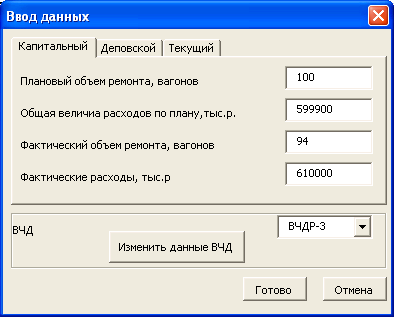 Ввод данных
Капитальный Деповской Текущий
Плановый объем ремонта, вагонов 100
Общая величиа расходов по плану,тыс.р. 599900
Фактический объем ремонта, вагонов 94
Фактические расходы, тыс.р 610000
ВЧД ВЧДР-3
Изменить данные ВЧД
Готово Отмена